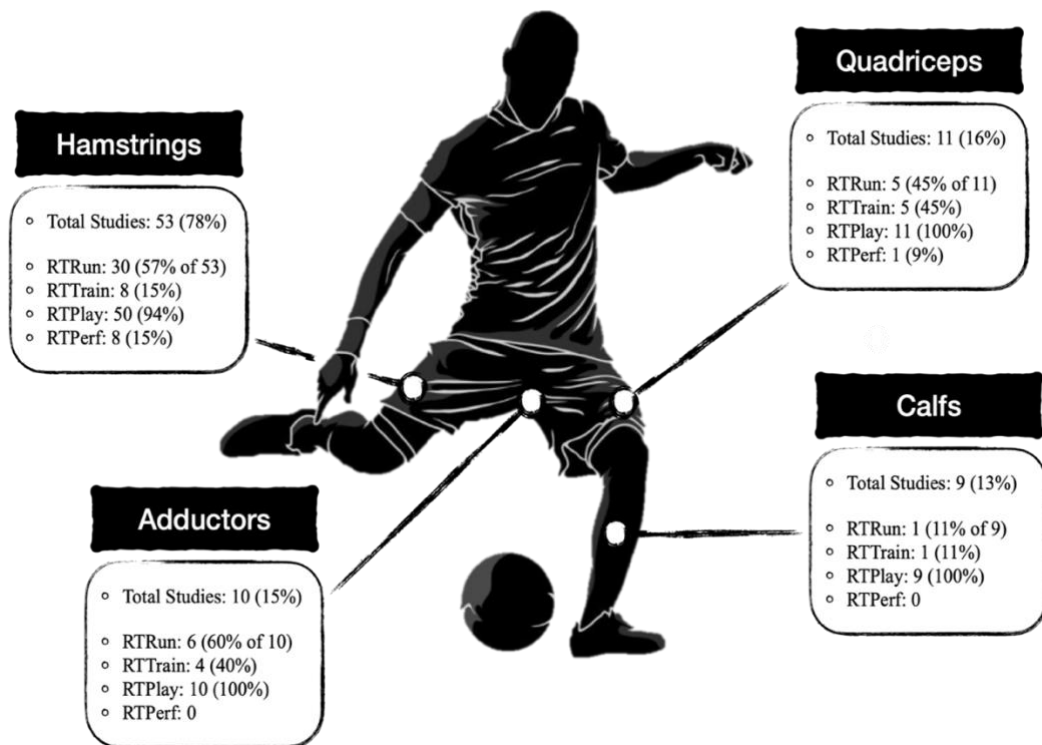 Hamstrings
Total Studies: 53 (78%)
RTRun: 30 (57% of 53)
RTTrain: 8 (15%)
RTPlay: 50 (94%)
RTPerf: 8 (15%)
Quadriceps
Total Studies: 11 (16%)
RTRun: 5 (45% of 11)
RTTrain: 5 (45%)
RTPlay: 11 (100%)
RTPerf: 1 (9%)
Adductors
Total Studies: 10 (15%)
RTRun: 6 (60% of 10)
RTTrain: 4 (40%)
RTPlay: 10 (100%)
RTPerf: 0
Calfs
Total Studies: 9 (13%)
RTRun: 1 (11% of 9)
RTTrain: 1 (11%)
RTPlay: 9 (100%)
RTPerf: 0